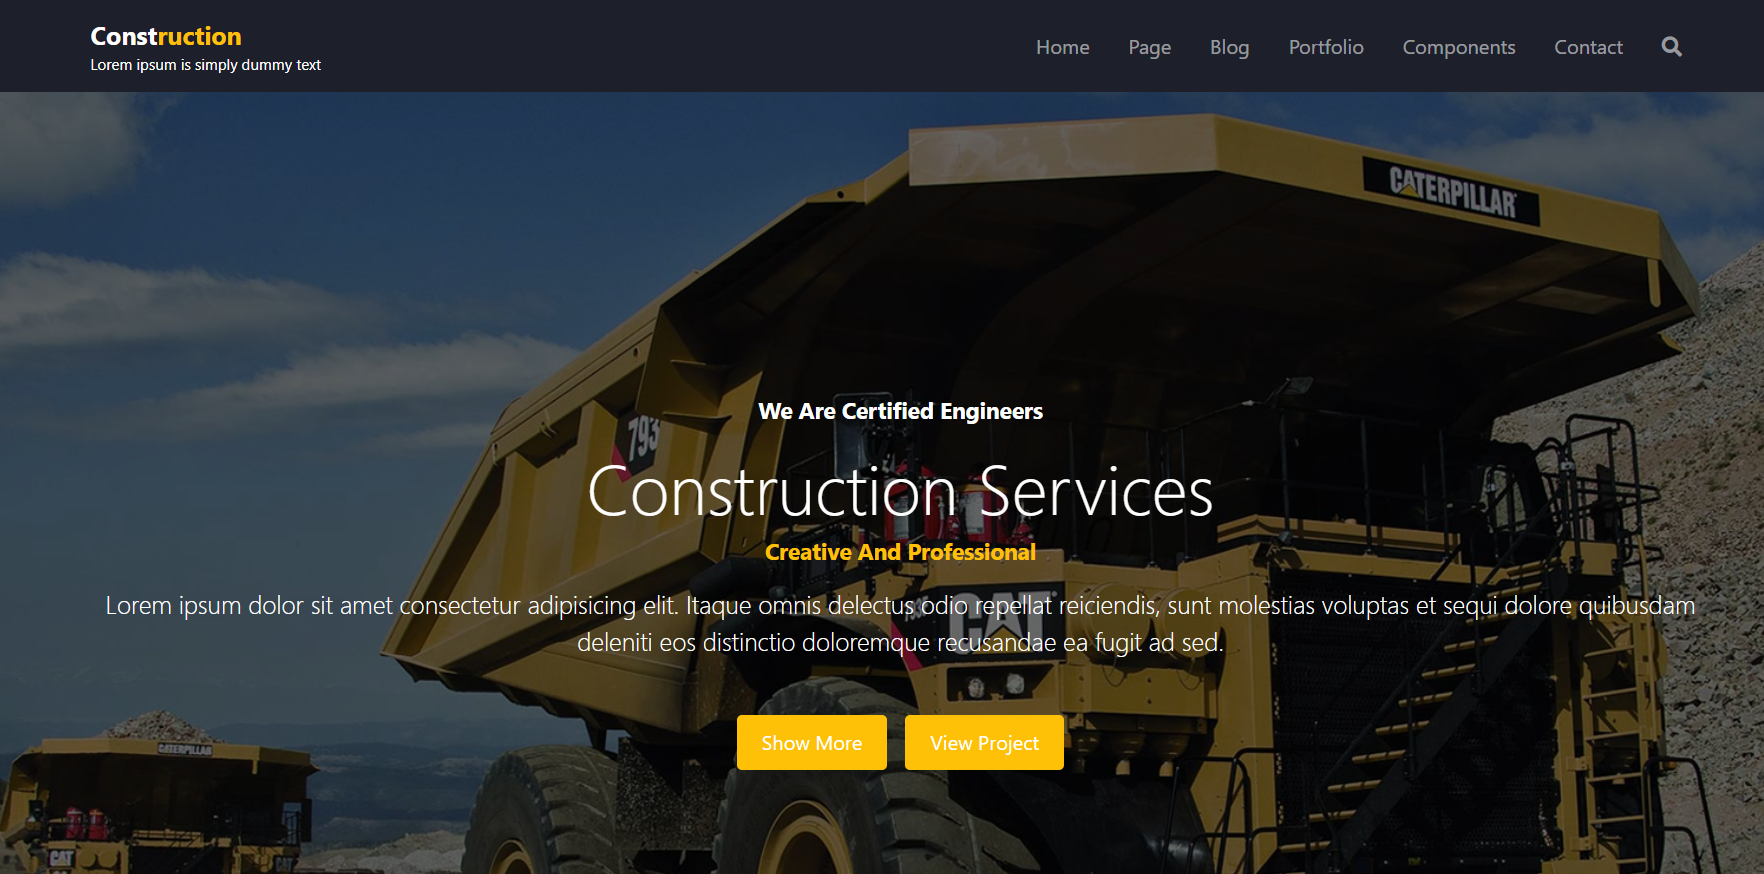 Construction
Lorem ipsum is simply dummy text
Home Page Blog Portfolio Components Contact
CATERPILLAR
793
We Are Certified Engineers
Construction Services
Creative And Professional
Lorem ipsum dolor sit amet consectetur adipisicing elit. Itaque omnis delectus odio repellat reiciendis, sunt molestias voluptas et sequi dolore quibusdam
deleniti eos distinctio doloremque recusandae ea fugit ad sed.
CAT
Show More View Project
CATERPILLAR
CAT
CAT